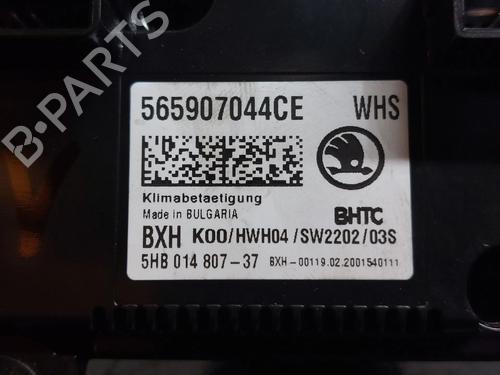 565907044CE WHS
Klimabetaetigung
Made in BULGARIA BHTC
BXH K00/HWH04/SW2202/03S
5HB 014 807-37 BXH-00119.02.2001540111
B-PARTS